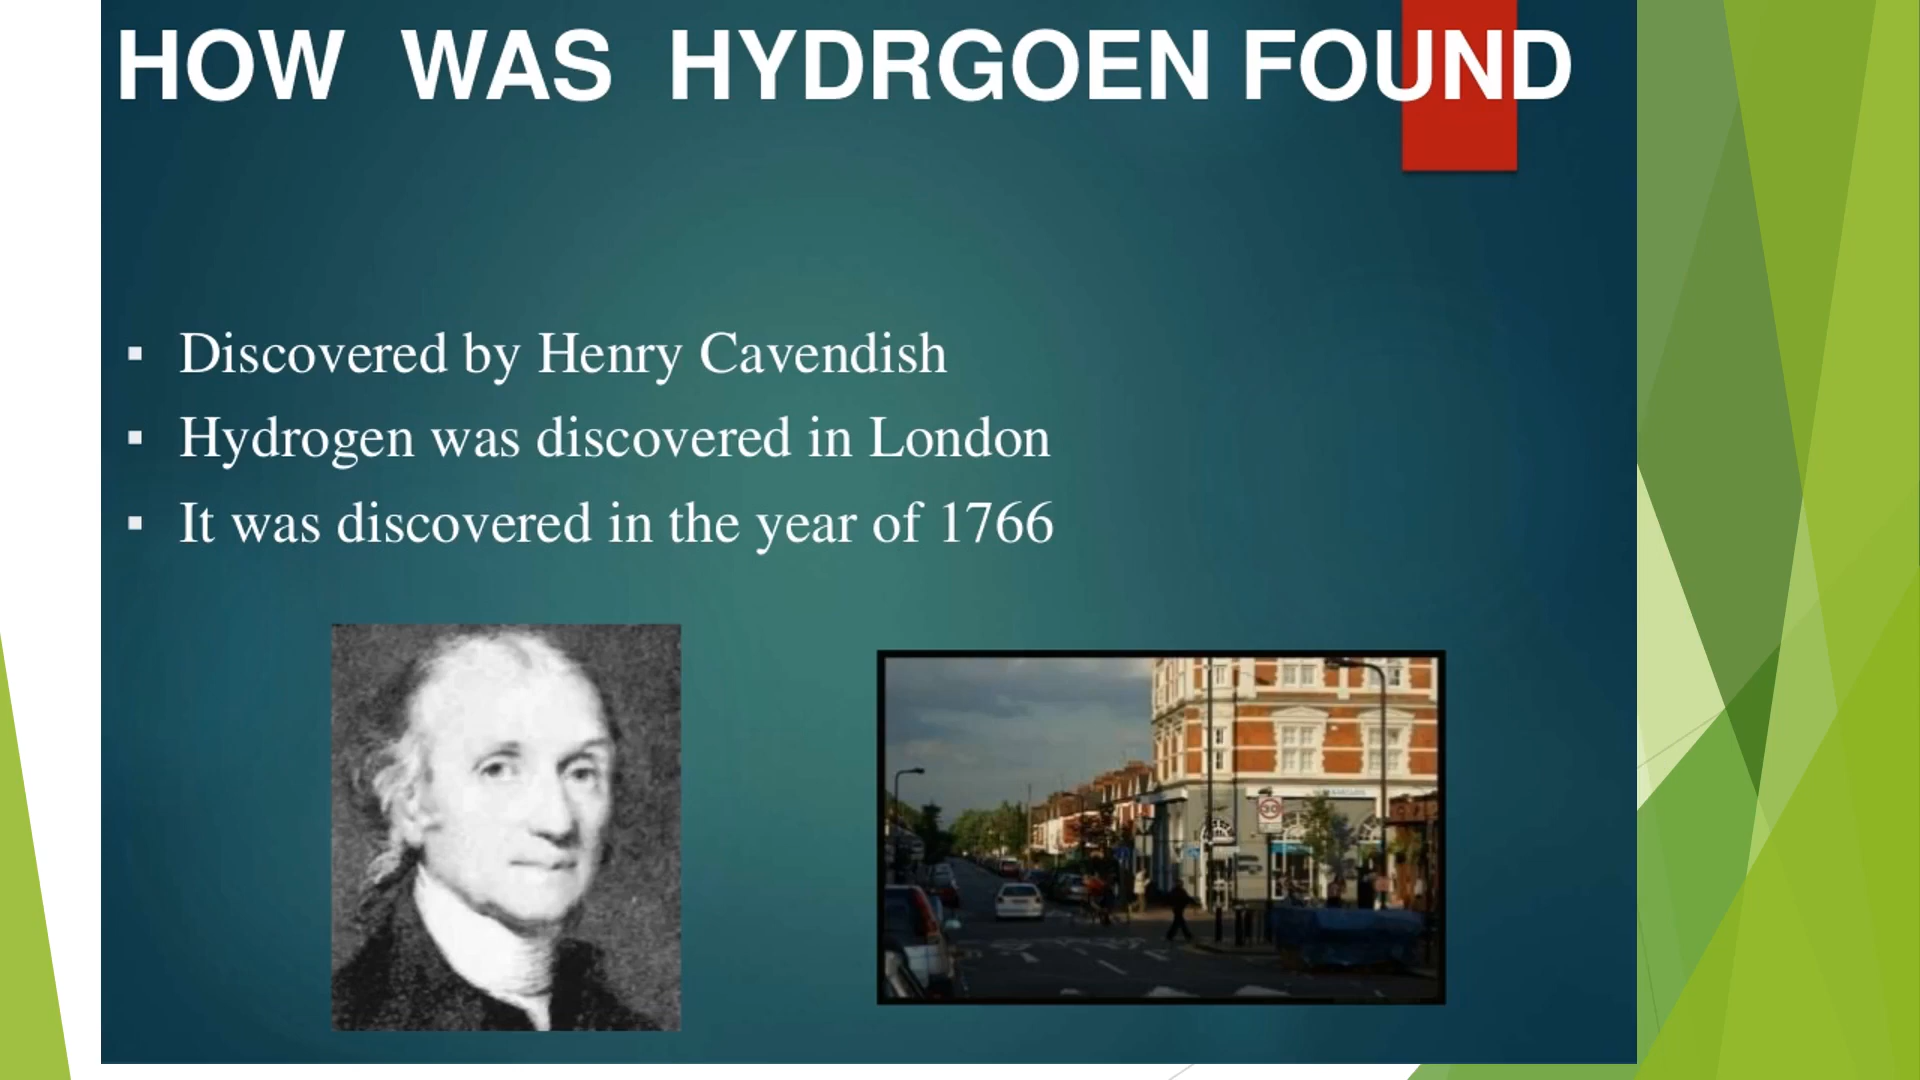 HOW WAS HYDRGOEN FOUND
▪ Discovered by Henry Cavendish
▪ Hydrogen was discovered in London
▪ It was discovered in the year of 1766
30